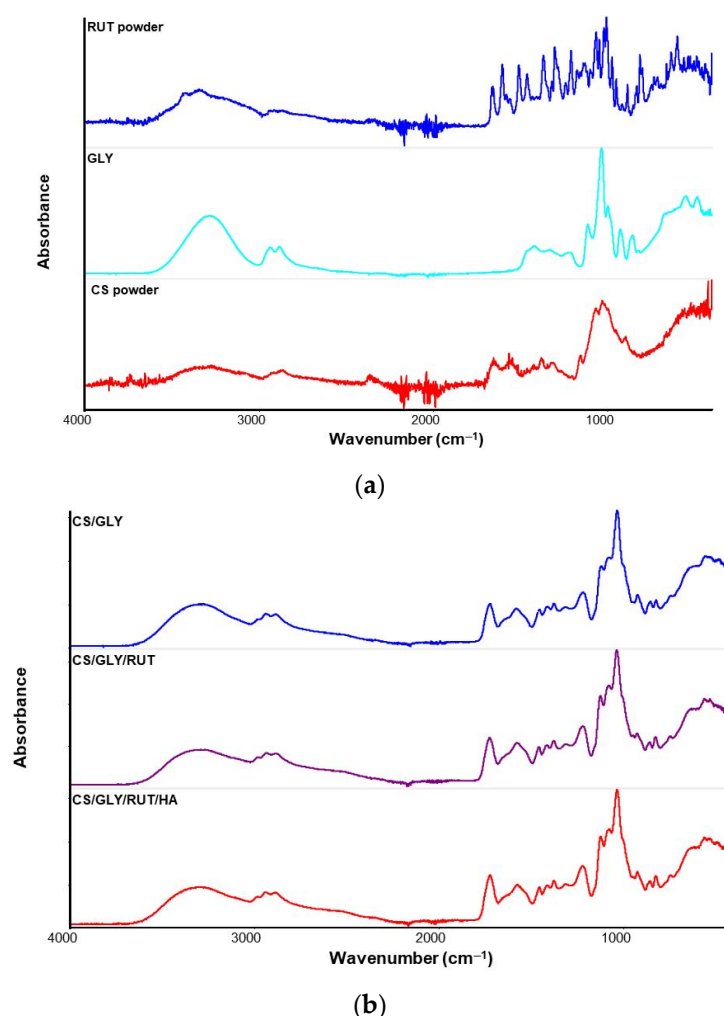 RUT powder
GLY
CS powder
Absorbance
4000 3000 2000 1000
Wavenumber (cm−1)
(a)
CS/GLY
CS/GLY/RUT
CS/GLY/RUT/HA
Absorbance
4000 3000 2000 1000
Wavenumber (cm−1)
(b)